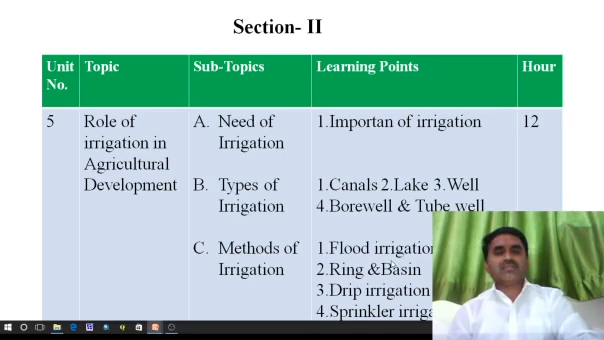 Section- II
Unit No. Topic Sub-Topics Learning Points Hour
5 Role of irrigation in Agricultural Development
A. Need of Irrigation
1.Importan of irrigation
12
B. Types of Irrigation
1.Canals 2.Lake 3.Well
4.Borewell & Tube well
C. Methods of Irrigation
1.Flood irrigation
2.Ring &Basin
3.Drip irrigation
4.Sprinkler